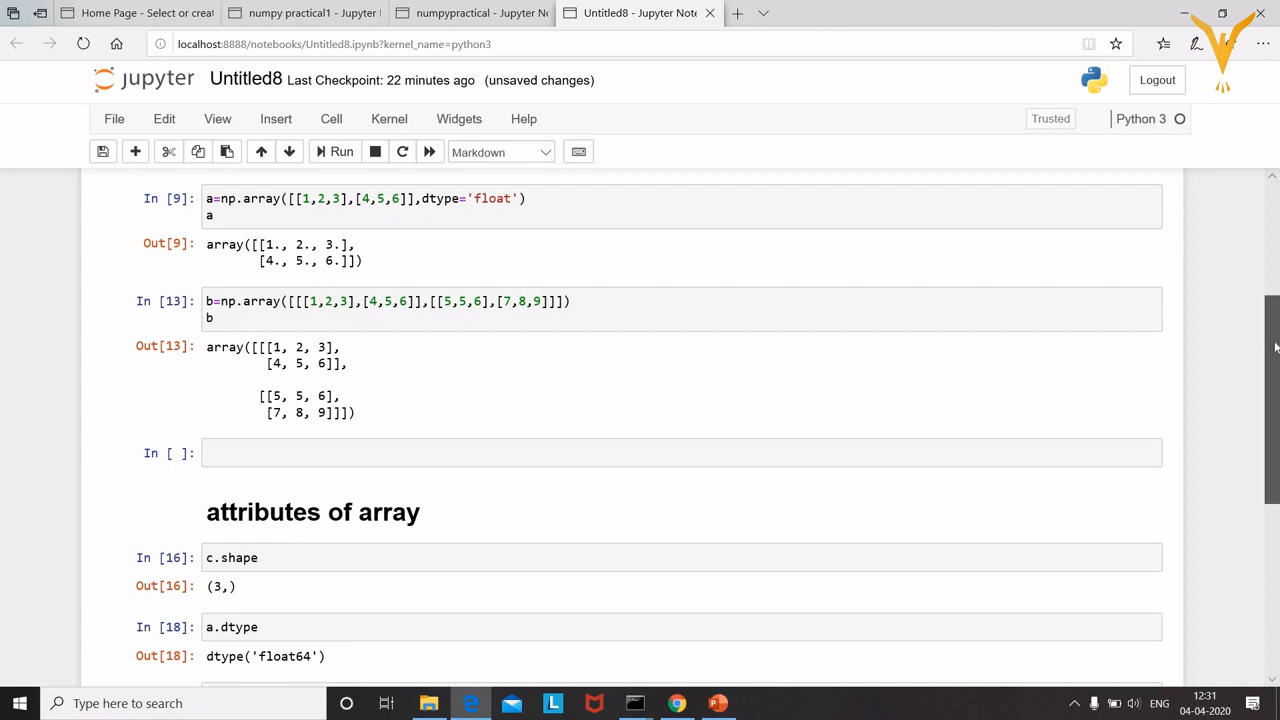 Home Page - Select or creat
numpy practical1 - Jupyter
numpypractical - Jupyter No
Untitled8 - Jupyter Note
localhost:8888/notebooks/Untitled8.ipynb?kernel_name=python3
jupyter Untitled8 Last Checkpoint: 22 minutes ago (unsaved changes)
Logout
File Edit View Insert Cell Kernel Widgets Help
Trusted
Python 3
Run
Markdown
In [9]: a=np.array([[1,2,3],[4,5,6]],dtype='float')
a
Out[9]: array([[1., 2., 3.],
[4., 5., 6.]])
In [13]: b=np.array([[[1,2,3],[4,5,6]],[[5,5,6],[7,8,9]]])
b
Out[13]: array([[[1, 2, 3],
[4, 5, 6]],
[[5, 5, 6],
[7, 8, 9]]])
In [ ]:
attributes of array
In [16]: c.shape
Out[16]: (3,)
In [18]: a.dtype
Out[18]: dtype('float64')
Type here to search
L
12:31
04-04-2020